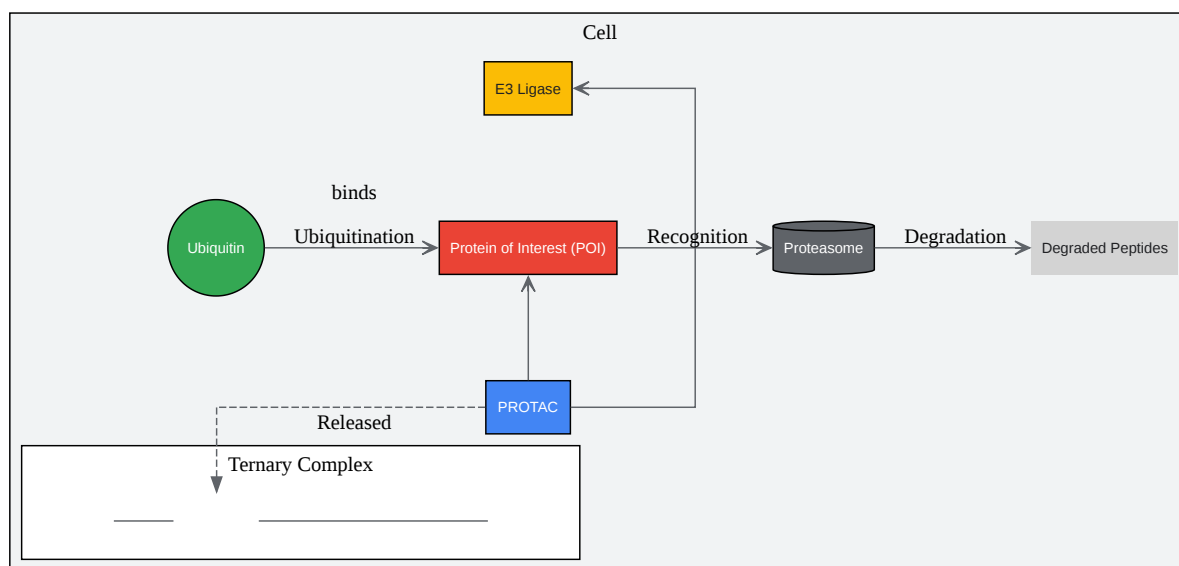 Cell
E3 Ligase
binds
Ubiquitin
Ubiquitination
Protein of Interest (POI)
Recognition
Proteasome
Degradation
Degraded Peptides
PROTAC
Released
Ternary Complex